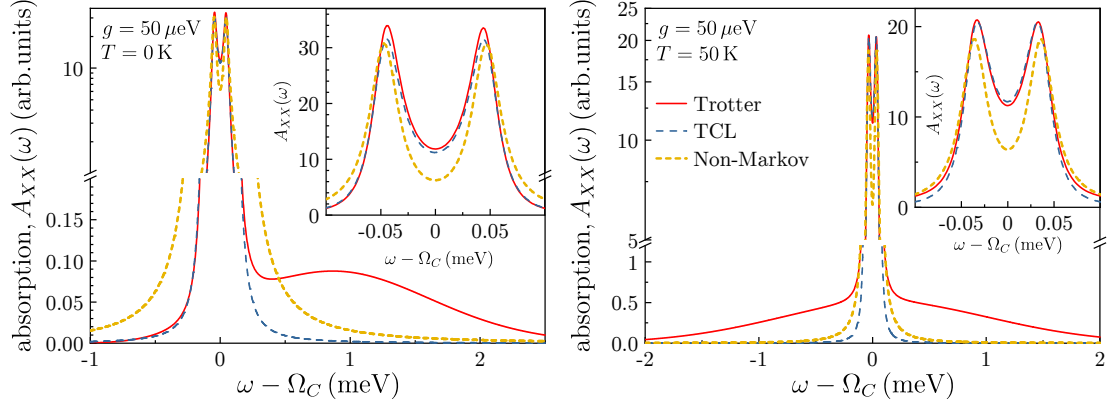 g = 50 μeV
T = 0 K
absorption, A_XX(ω) (arb.units)
10
0.15
0.10
0.05
0.00
-1 0 1 2
ω − Ω_C (meV)
A_XX(ω)
30
20
10
0
-0.05 0 0.05
ω − Ω_C (meV)
g = 50 μeV
T = 50 K
Trotter
TCL
Non-Markov
absorption, A_XX(ω) (arb.units)
25
20
15
10
5
1
0.5
0
-2 -1 0 1 2
ω − Ω_C (meV)
A_XX(ω)
20
10
0
-0.05 0 0.05
ω − Ω_C (meV)